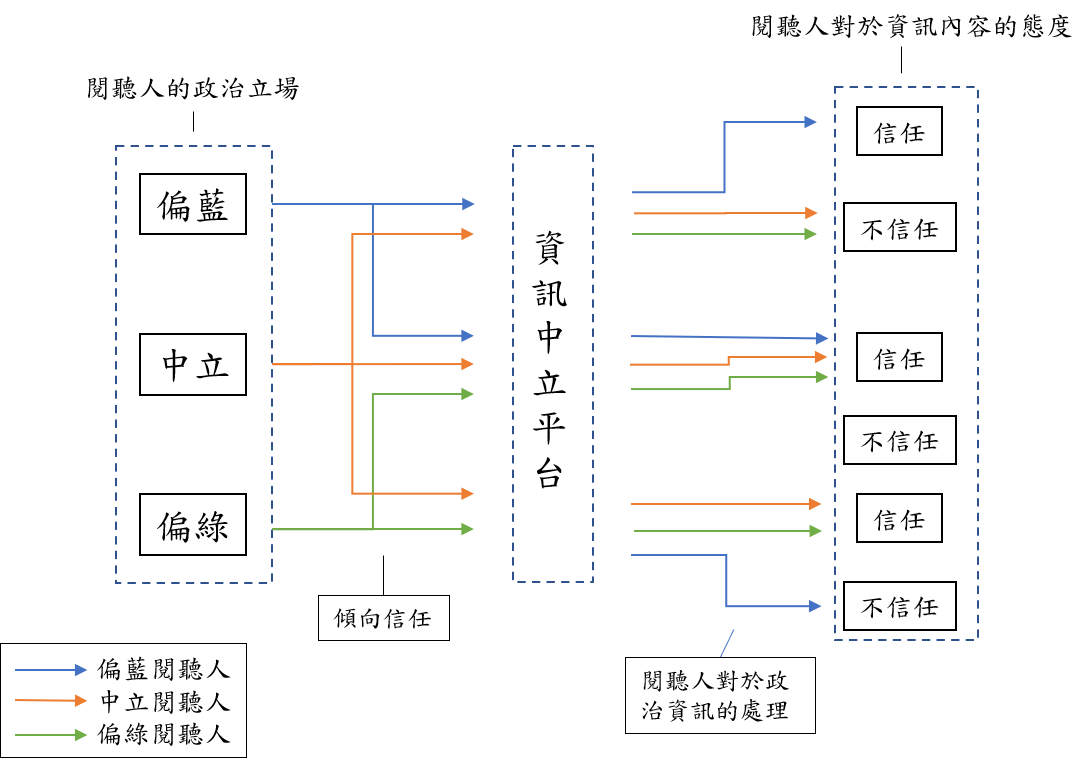 閱聽人對於資訊內容的態度
閱聽人的政治立場
偏藍
中立
偏綠
資訊中立平台
信任
不信任
信任
不信任
信任
不信任
傾向信任
閱聽人對於政
治資訊的處理
偏藍閱聽人
中立閱聽人
偏綠閱聽人